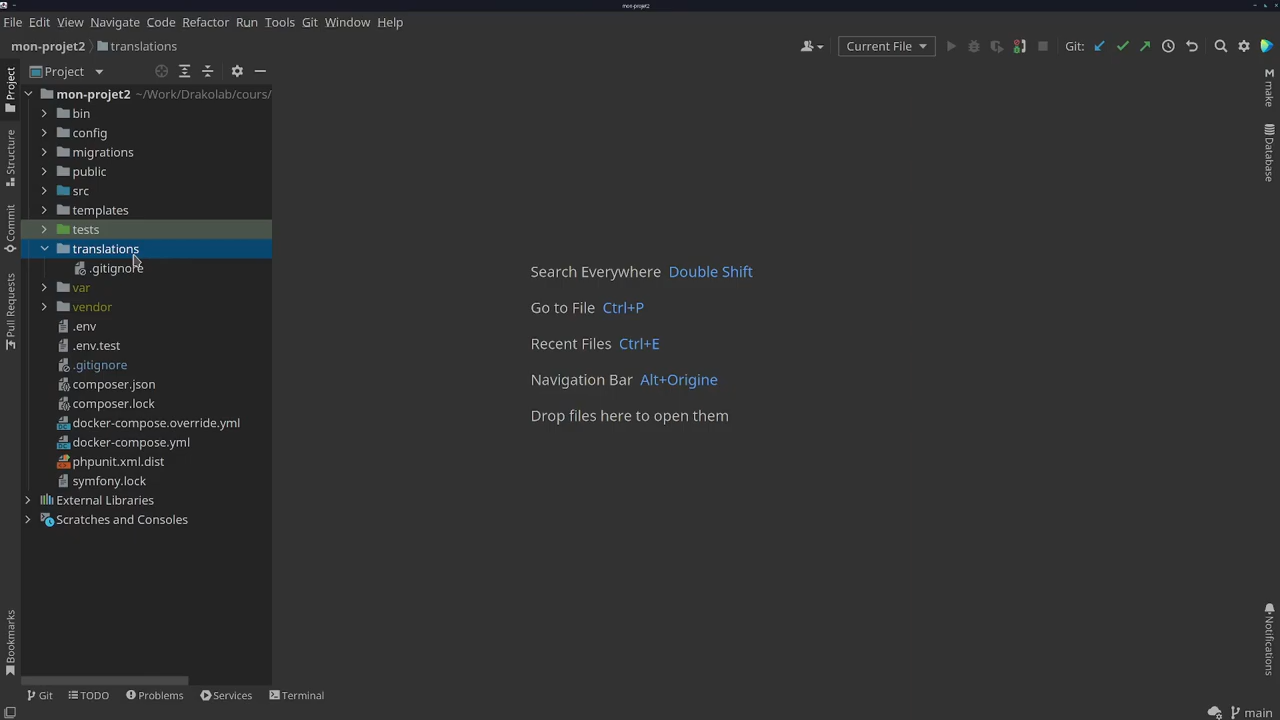 mon-projet2
File Edit View Navigate Code Refactor Run Tools Git Window Help
mon-projet2 translations
Current File
Git:
Project
mon-projet2 ~/Work/Drakolab/cours/
bin
config
migrations
public
src
templates
tests
translations
.gitignore
var
vendor
.env
.env.test
.gitignore
composer.json
composer.lock
docker-compose.override.yml
docker-compose.yml
phpunit.xml.dist
symfony.lock
External Libraries
Scratches and Consoles
Search Everywhere Double Shift
Go to File Ctrl+P
Recent Files Ctrl+E
Navigation Bar Alt+Origine
Drop files here to open them
Project
Structure
Commit
Pull Requests
Bookmarks
make
Database
Notifications
Git TODO Problems Services Terminal
main